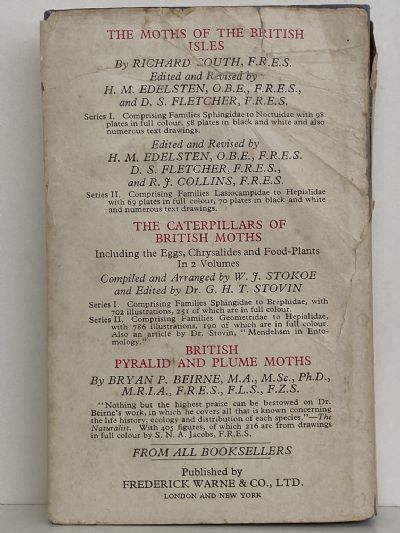 THE MOTHS OF THE BRITISH
ISLES
By RICHARD SOUTH, F.R.E.S.
Edited and Revised by
H. M. EDELSTEN, O.B.E., F.R.E.S.,
and D. S. FLETCHER, F.R.E.S.
Series I. Comprising Families Sphingidae to Noctuidae with 98
plates in full colour, 58 plates in black and white and also
numerous text drawings.
Edited and Revised by
H. M. EDELSTEN, O.B.E., F.R.E.S.
D. S. FLETCHER, F.R.E.S.,
and R. J. COLLINS, F.R.E.S.
Series II. Comprising Families Lasiocampidae to Hepialidae
with 69 plates in full colour, 70 plates in black and white
and numerous text drawings.
THE CATERPILLARS OF
BRITISH MOTHS
Including the Eggs, Chrysalides and Food-Plants
In 2 Volumes
Compiled and Arranged by W. J. STOKOE
and Edited by Dr. G. H. T. STOVIN
Series I. Comprising Families Sphingidae to Brephidae, with
702 illustrations, 251 of which are in full colour.
Series II. Comprising Families Geometridae to Hepialidae,
with 786 illustrations, 190 of which are in full colour.
Also an article by Dr. Stovin, "Mendelism in Ento-
mology."
BRITISH
PYRALID AND PLUME MOTHS
By BRYAN P. BEIRNE, M.A., M.Sc., Ph.D.,
M.R.I.A., F.R.E.S., F.L.S., F.Z.S.
"Nothing but the highest praise can be bestowed on Dr.
Beirne's work, in which he covers all that is known concerning
the life history, ecology and distribution of each species."—The
Naturalist. With 405 figures, of which 216 are from drawings
in full colour by S. N. A. Jacobs, F.R.E.S.
FROM ALL BOOKSELLERS
Published by
FREDERICK WARNE & CO., LTD.
LONDON AND NEW YORK